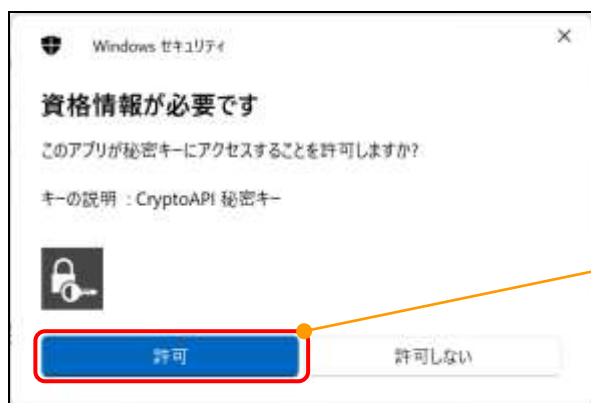 Windows セキュリティ
資格情報が必要です
このアプリが秘密キーにアクセスすることを許可しますか?
キーの説明 : CryptoAPI 秘密キー
許可
許可しない